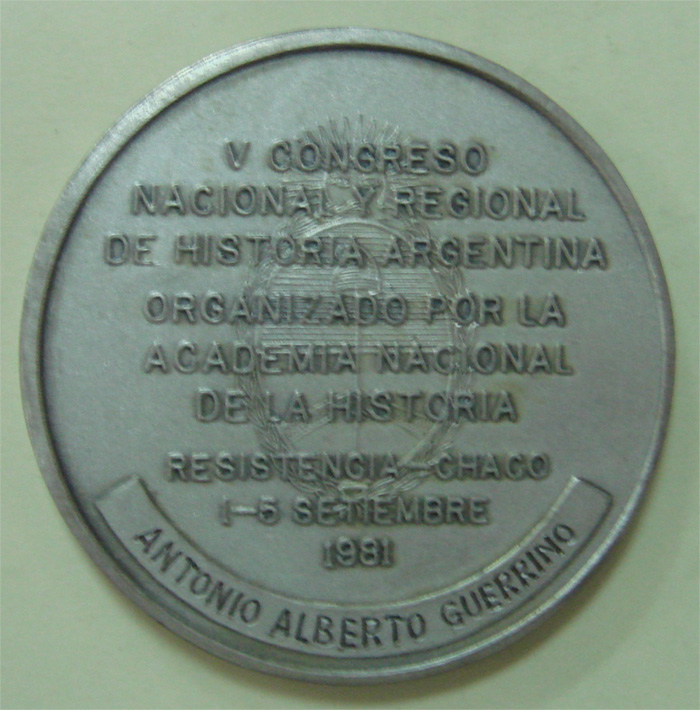 V CONGRESO
NACIONAL Y REGIONAL
DE HISTORIA ARGENTINA
ORGANIZADO POR LA
ACADEMIA NACIONAL
DE LA HISTORIA
RESISTENCIA-CHACO
1-5 SETIEMBRE
1981
ANTONIO ALBERTO GUERRINO